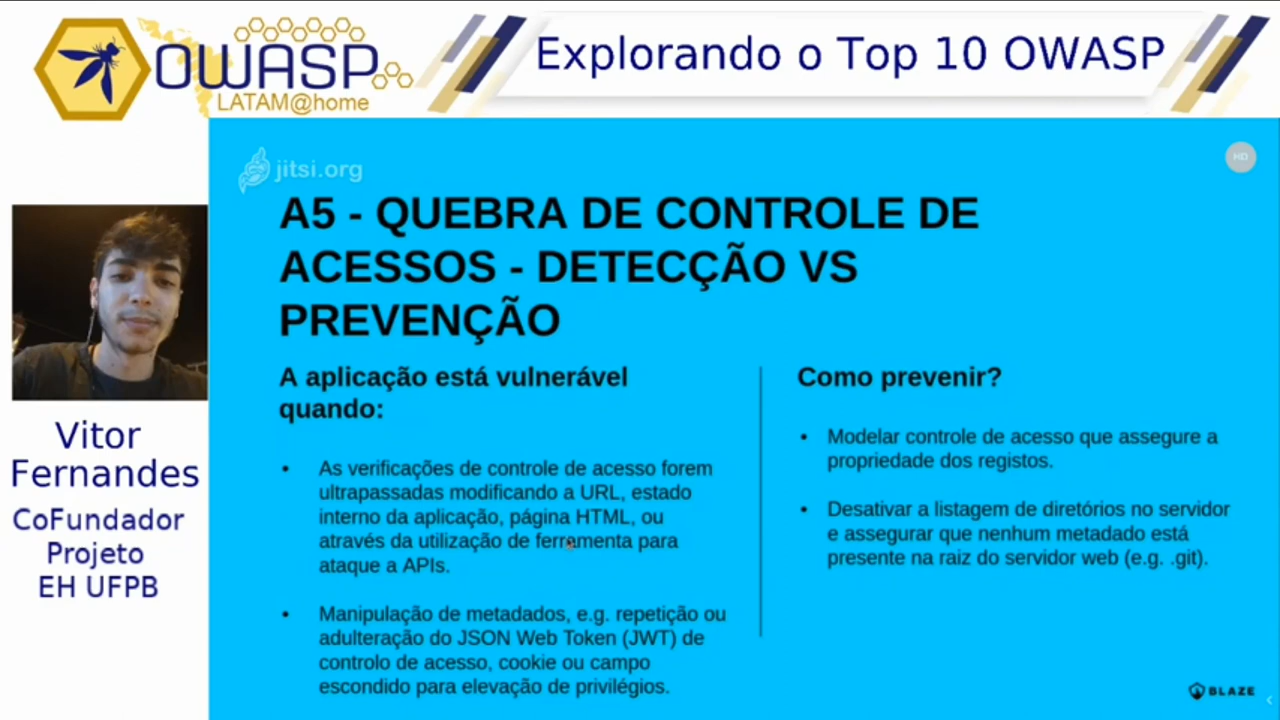 OWASP
LATAM@home
Explorando o Top 10 OWASP
jitsi.org
HD
A5 - QUEBRA DE CONTROLE DE
ACESSOS - DETECÇÃO VS
PREVENÇÃO
A aplicação está vulnerável
quando:
• As verificações de controle de acesso forem
ultrapassadas modificando a URL, estado
interno da aplicação, página HTML, ou
através da utilização de ferramenta para
ataque a APIs.
• Manipulação de metadados, e.g. repetição ou
adulteração do JSON Web Token (JWT) de
controlo de acesso, cookie ou campo
escondido para elevação de privilégios.
Como prevenir?
• Modelar controle de acesso que assegure a
propriedade dos registos.
• Desativar a listagem de diretórios no servidor
e assegurar que nenhum metadado está
presente na raiz do servidor web (e.g. .git).
Vitor
Fernandes
CoFundador
Projeto
EH UFPB
BLAZE